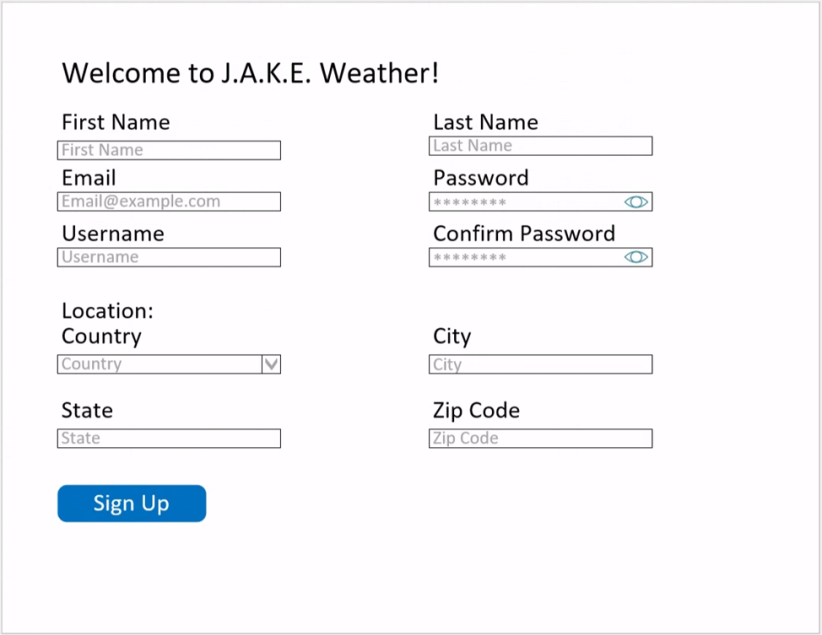 Welcome to J.A.K.E. Weather!
First Name
Last Name
First Name
Last Name
Email
Password
Email@example.com
********
Username
Confirm Password
Username
********
Location:
Country
City
Country
City
State
Zip Code
State
Zip Code
Sign Up